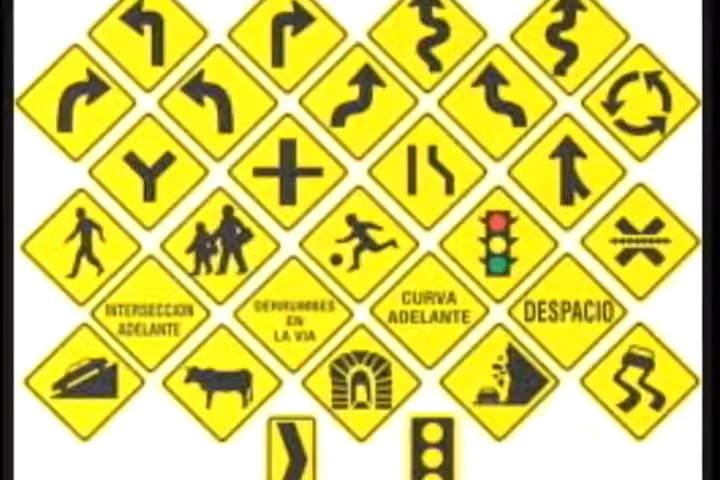 INTERSECCION
ADELANTE
DERRUMBES
EN
LA VIA
CURVA
ADELANTE
DESPACIO